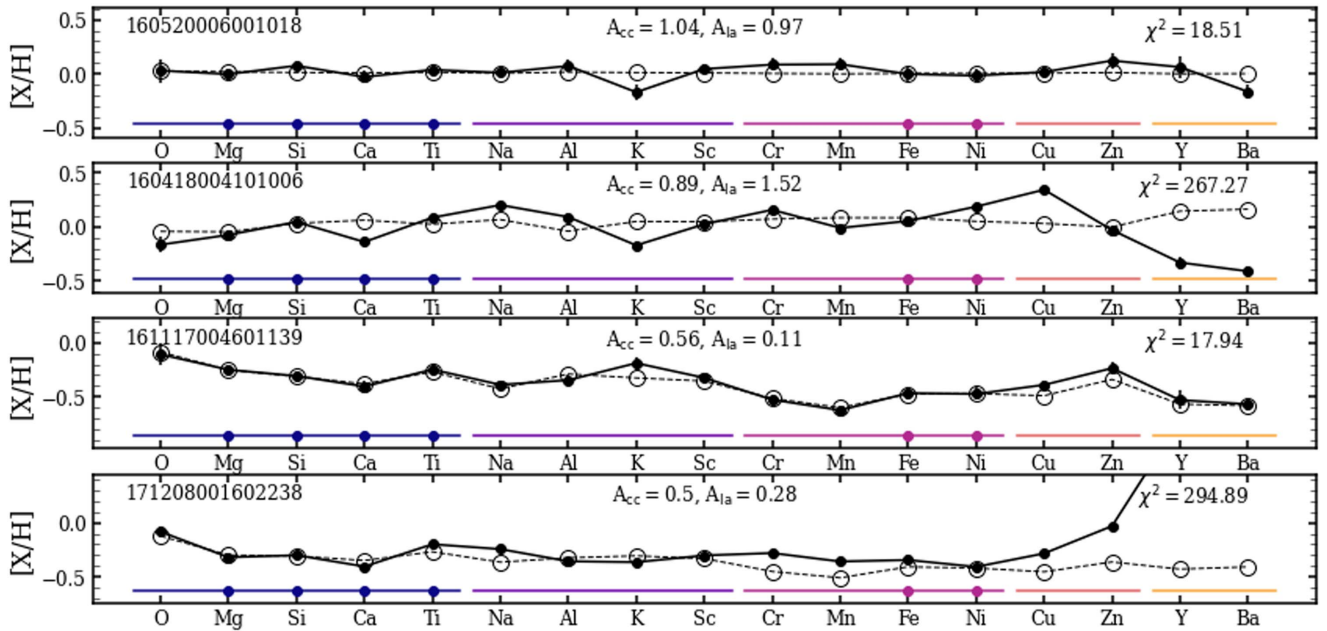 160520006001018 A_cc = 1.04, A_Ia = 0.97 χ² = 18.51
0.5
0.0
−0.5
[X/H]
O Mg Si Ca Ti Na Al K Sc Cr Mn Fe Ni Cu Zn Y Ba
160418004101006 A_cc = 0.89, A_Ia = 1.52 χ² = 267.27
0.5
0.0
−0.5
[X/H]
O Mg Si Ca Ti Na Al K Sc Cr Mn Fe Ni Cu Zn Y Ba
161117004601139 A_cc = 0.56, A_Ia = 0.11 χ² = 17.94
0.0
−0.5
[X/H]
O Mg Si Ca Ti Na Al K Sc Cr Mn Fe Ni Cu Zn Y Ba
171208001602238 A_cc = 0.5, A_Ia = 0.28 χ² = 294.89
0.0
−0.5
[X/H]
O Mg Si Ca Ti Na Al K Sc Cr Mn Fe Ni Cu Zn Y Ba